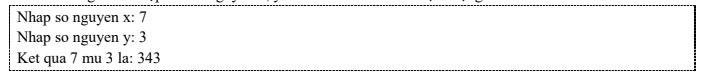 Nhap so nguyen x: 7
Nhap so nguyen y: 3
Ket qua 7 mu 3 la: 343